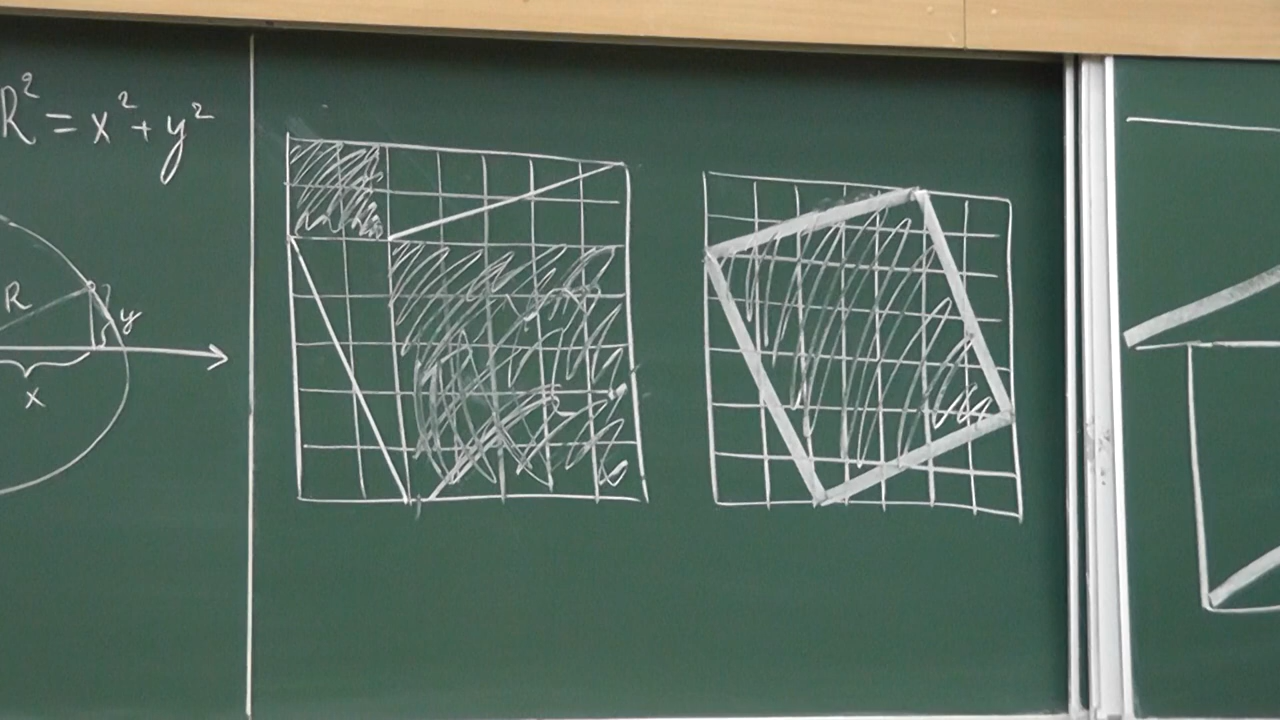 R² = x² + y²
R
y
x